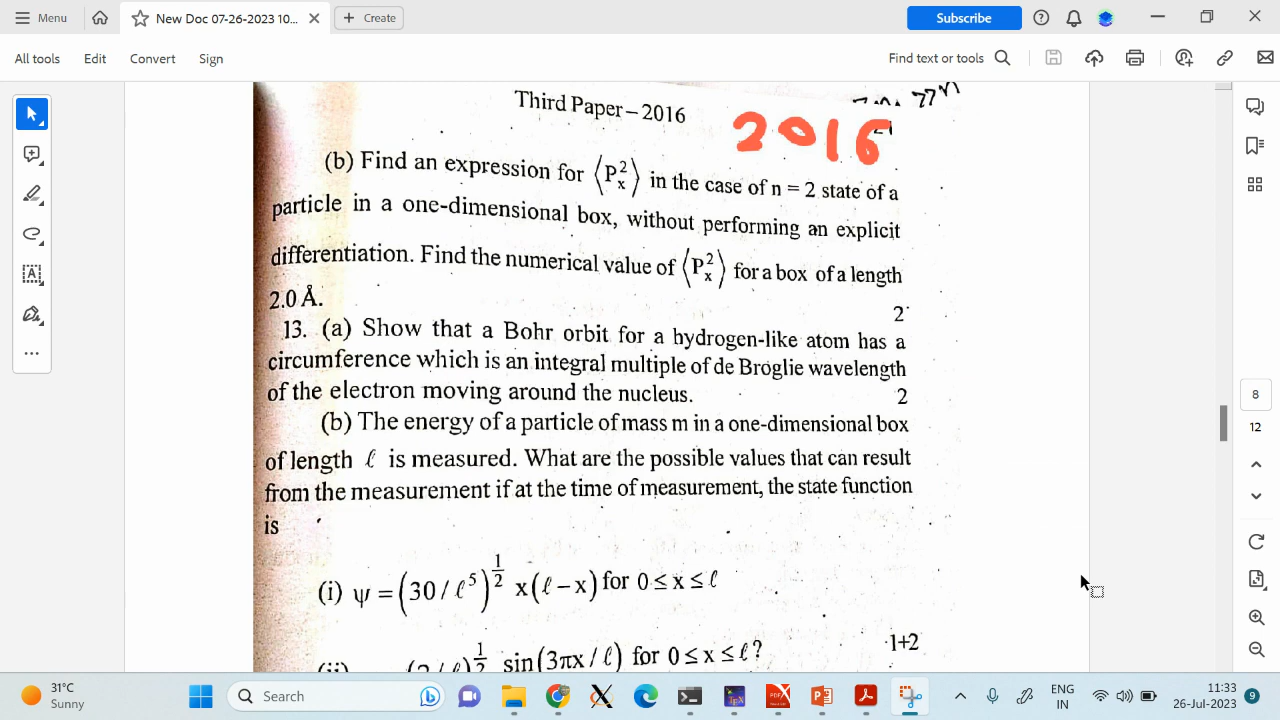 Menu
New Doc 07-26-2023 10...
Create
Subscribe
All tools Edit Convert Sign
Find text or tools
Third Paper – 2016
2016
(b) Find an expression for ⟨Pₓ²⟩ in the case of n = 2 state of a
particle in a one-dimensional box, without performing an explicit
differentiation. Find the numerical value of ⟨Pₓ²⟩ for a box of a length
2.0 Å.
2
13. (a) Show that a Bohr orbit for a hydrogen-like atom has a
circumference which is an integral multiple of de Broglie wavelength
of the electron moving around the nucleus. 2
(b) The energy of a particle of mass m in a one-dimensional box
of length ℓ is measured. What are the possible values that can result
from the measurement if at the time of measurement, the state function
is
(i) ψ = (30 / ℓ⁵)^(1/2) x(ℓ – x) for 0 ≤ x ≤ ℓ
1+2
sin(3πx / ℓ) for 0 ≤ x ≤ ℓ?
8
12
31°C
Sunny
Search
ENG
IN
11:33
26-Jul-2023
9